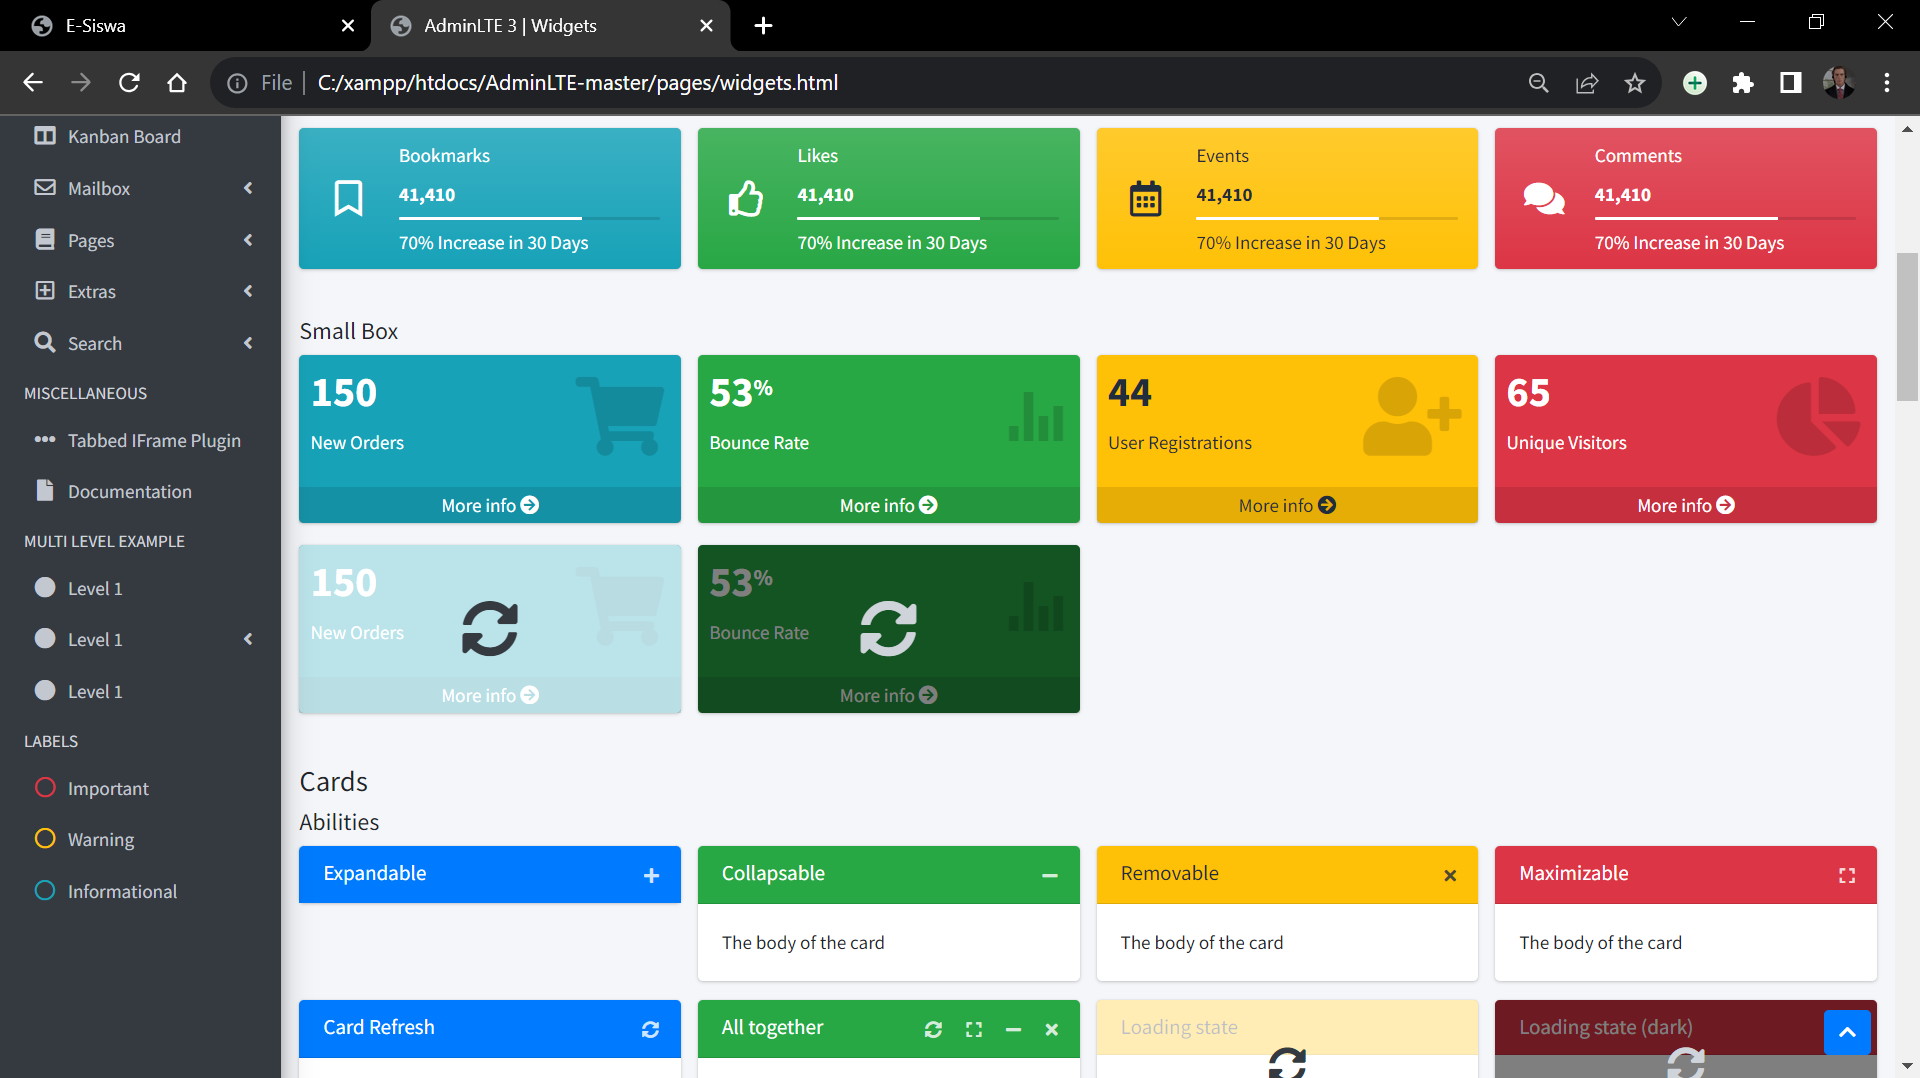 E-Siswa
AdminLTE 3 | Widgets
File
C:/xampp/htdocs/AdminLTE-master/pages/widgets.html
Kanban Board
Mailbox
Pages
Extras
Search
MISCELLANEOUS
Tabbed IFrame Plugin
Documentation
MULTI LEVEL EXAMPLE
Level 1
Level 1
Level 1
LABELS
Important
Warning
Informational
Bookmarks
41,410
70% Increase in 30 Days
Likes
41,410
70% Increase in 30 Days
Events
41,410
70% Increase in 30 Days
Comments
41,410
70% Increase in 30 Days
Small Box
150
New Orders
More info
53%
Bounce Rate
More info
44
User Registrations
More info
65
Unique Visitors
More info
150
New Orders
More info
53%
Bounce Rate
More info
Cards
Abilities
Expandable
Collapsable
The body of the card
Removable
The body of the card
Maximizable
The body of the card
Card Refresh
All together
Loading state
Loading state (dark)